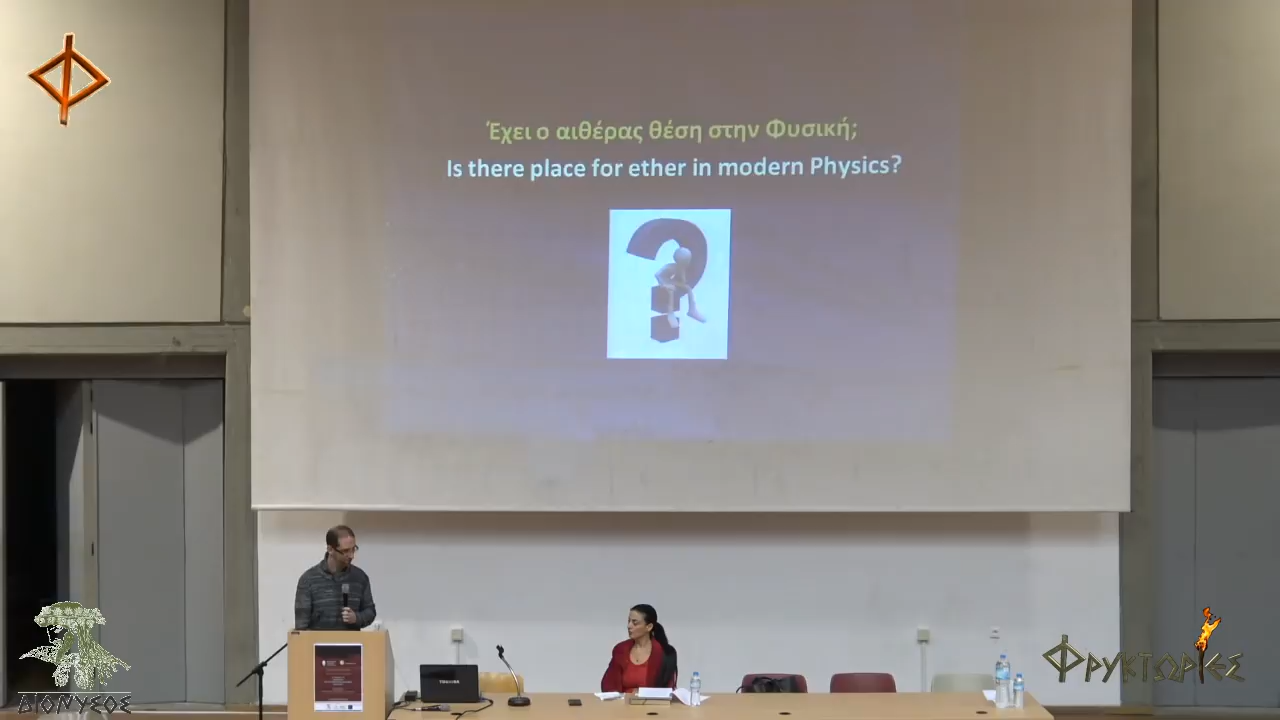 Έχει ο αιθέρας θέση στην Φυσική;
Is there place for ether in modern Physics?
TOSHIBA
ΔΙΟΝΥΣΟΣ
ΦΡΥΚΤΩΡΙΕΣ